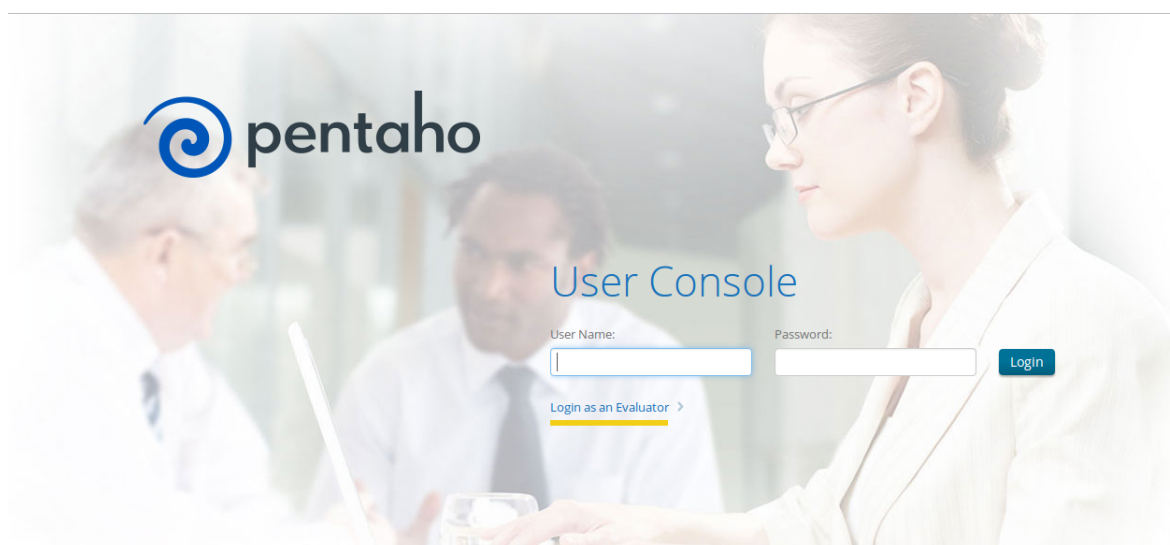 pentaho
User Console
User Name:
Password:
Login
Login as an Evaluator >